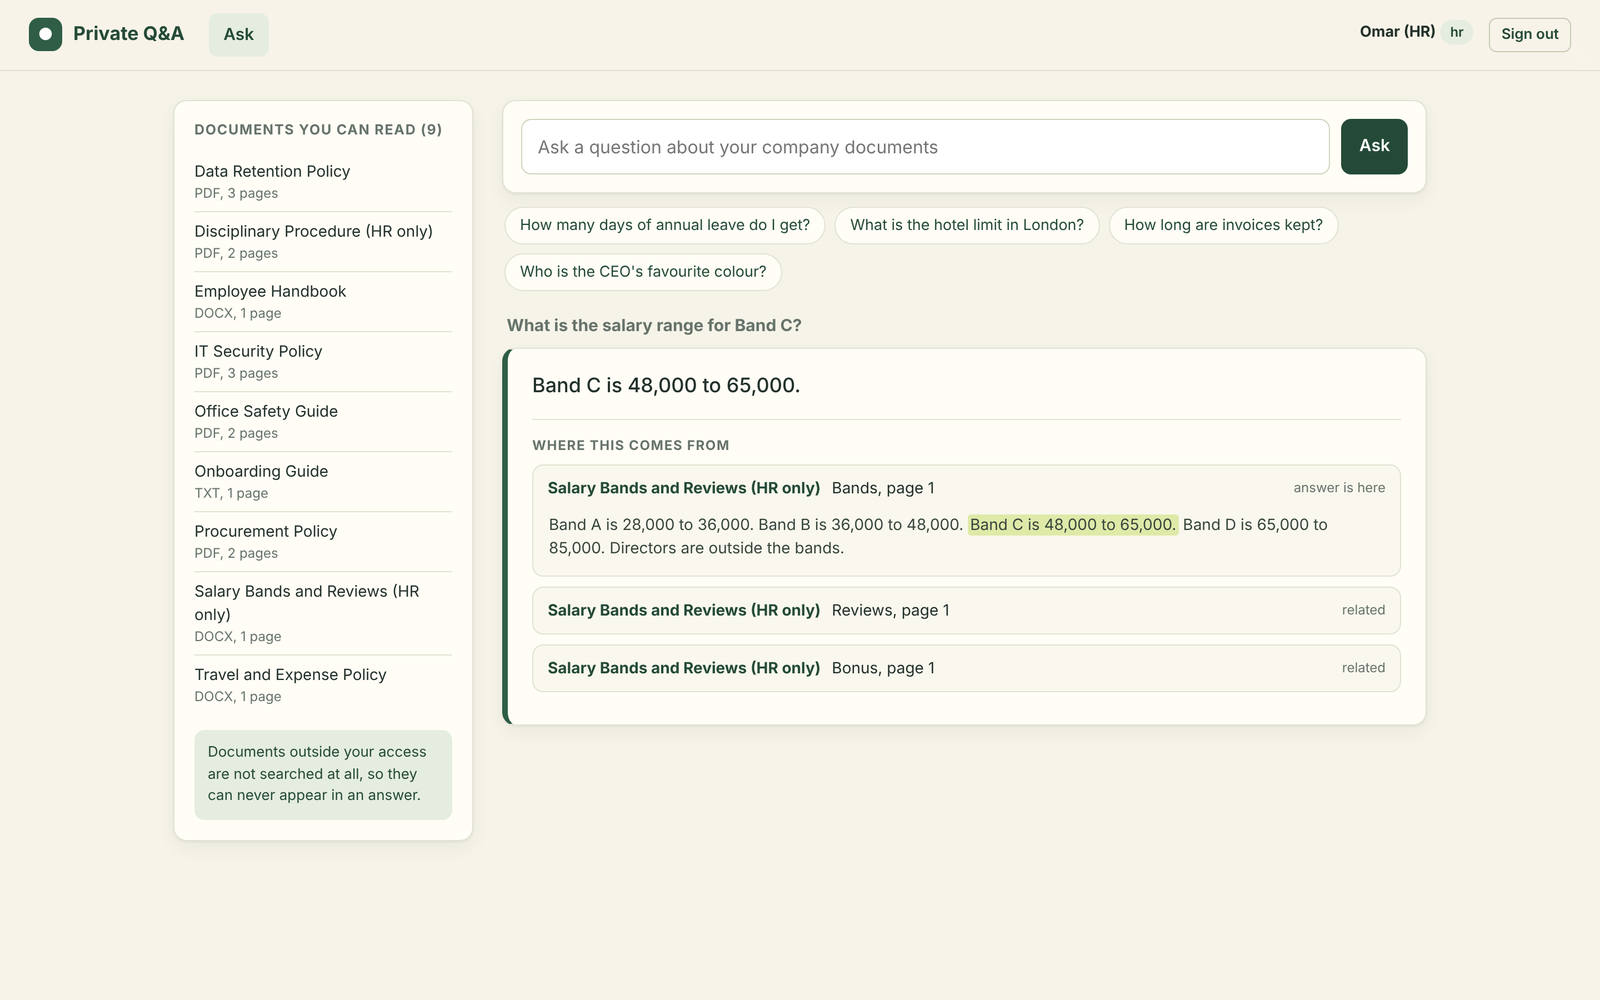 Private Q&A
Ask
Omar (HR)
hr
Sign out
DOCUMENTS YOU CAN READ (9)
Data Retention Policy
PDF, 3 pages
Disciplinary Procedure (HR only)
PDF, 2 pages
Employee Handbook
DOCX, 1 page
IT Security Policy
PDF, 3 pages
Office Safety Guide
PDF, 2 pages
Onboarding Guide
TXT, 1 page
Procurement Policy
PDF, 2 pages
Salary Bands and Reviews (HR
only)
DOCX, 1 page
Travel and Expense Policy
DOCX, 1 page
Documents outside your access
are not searched at all, so they
can never appear in an answer.
Ask a question about your company documents
Ask
How many days of annual leave do I get?
What is the hotel limit in London?
How long are invoices kept?
Who is the CEO's favourite colour?
What is the salary range for Band C?
Band C is 48,000 to 65,000.
WHERE THIS COMES FROM
Salary Bands and Reviews (HR only) Bands, page 1
answer is here
Band A is 28,000 to 36,000. Band B is 36,000 to 48,000. Band C is 48,000 to 65,000. Band D is 65,000 to
85,000. Directors are outside the bands.
Salary Bands and Reviews (HR only) Reviews, page 1
related
Salary Bands and Reviews (HR only) Bonus, page 1
related